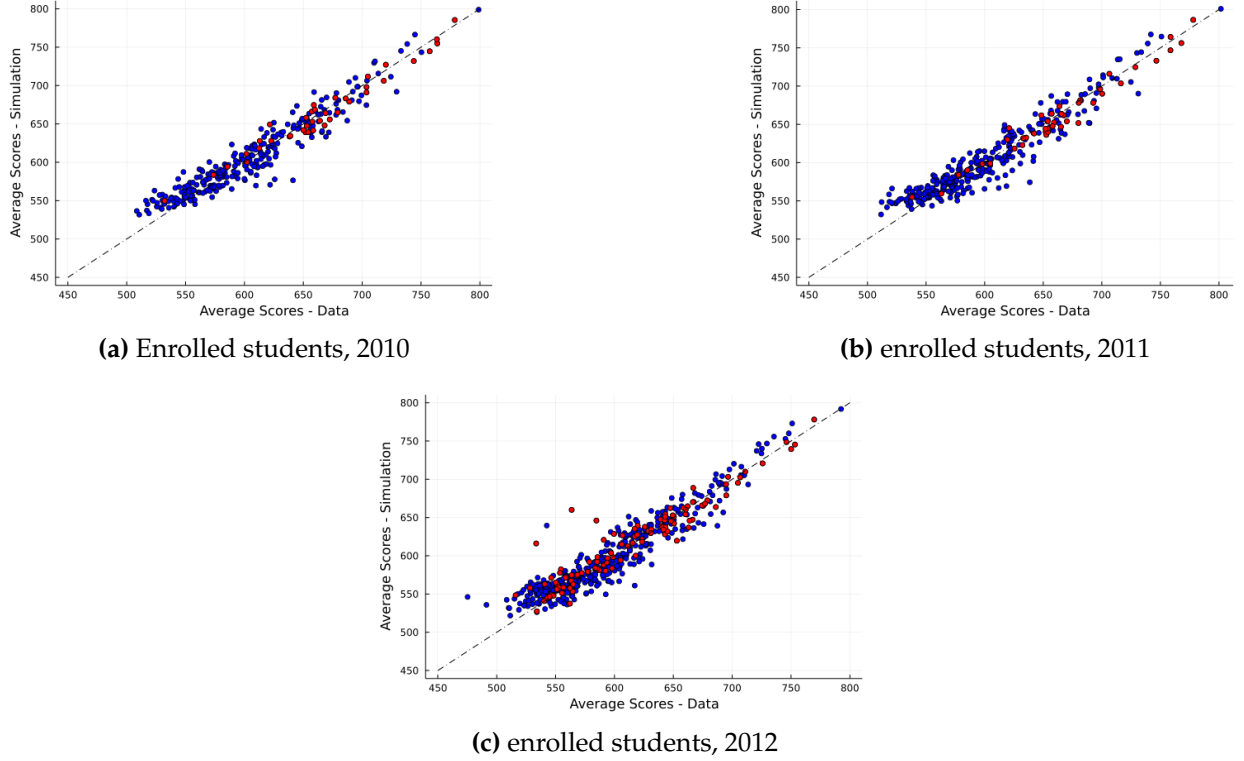 800
750
700
650
600
550
500
450
Average Scores - Simulation
450 500 550 600 650 700 750 800
Average Scores - Data
(a) Enrolled students, 2010
800
750
700
650
600
550
500
450
Average Scores - Simulation
450 500 550 600 650 700 750 800
Average Scores - Data
(b) enrolled students, 2011
800
750
700
650
600
550
500
450
Average Scores - Simulation
450 500 550 600 650 700 750 800
Average Scores - Data
(c) enrolled students, 2012